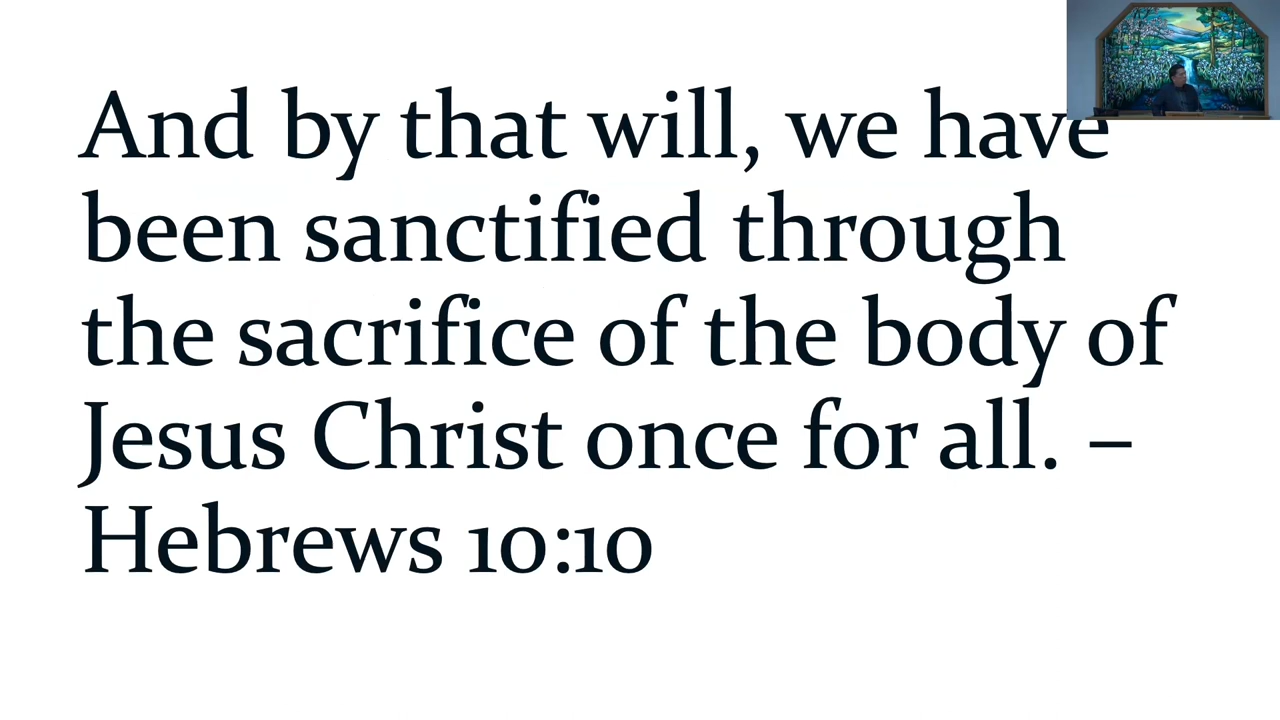 And by that will, we have
been sanctified through
the sacrifice of the body of
Jesus Christ once for all. –
Hebrews 10:10